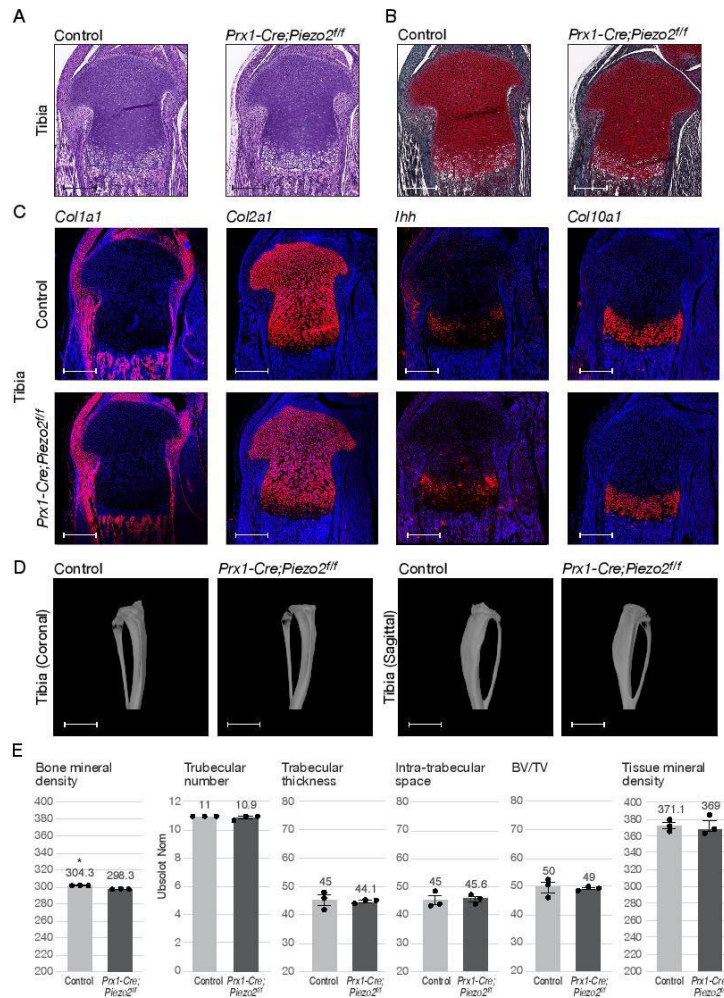 A
B
Control
Prx1-Cre;Piezo2f/f
Control
Prx1-Cre;Piezo2f/f
Tibia
C
Col1a1
Col2a1
Ihh
Col10a1
Control
Tibia
Prx1-Cre;Piezo2f/f
D
Control
Prx1-Cre;Piezo2f/f
Control
Prx1-Cre;Piezo2f/f
Tibia (Coronal)
Tibia (Sagittal)
E
Bone mineral
density
400
380
360
340
320
300
280
260
240
220
200
*
304.3
298.3
Control
Prx1-Cre;
Piezo2f/f
Trubecular
number
Ubsolot Nom
12
10
8
6
4
2
0
11
10.9
Control
Prx1-Cre;
Piezo2f/f
Trabecular
thickness
80
70
60
50
40
30
20
45
44.1
Control
Prx1-Cre;
Piezo2f/f
Intra-trabecular
space
80
70
60
50
40
30
20
45
45.6
Control
Prx1-Cre;
Piezo2f/f
BV/TV
80
70
60
50
40
30
20
50
49
Control
Prx1-Cre;
Piezo2f/f
Tissue mineral
density
400
380
360
340
320
300
280
260
240
220
200
371.1
369
Control
Prx1-Cre
Piezo2f/f